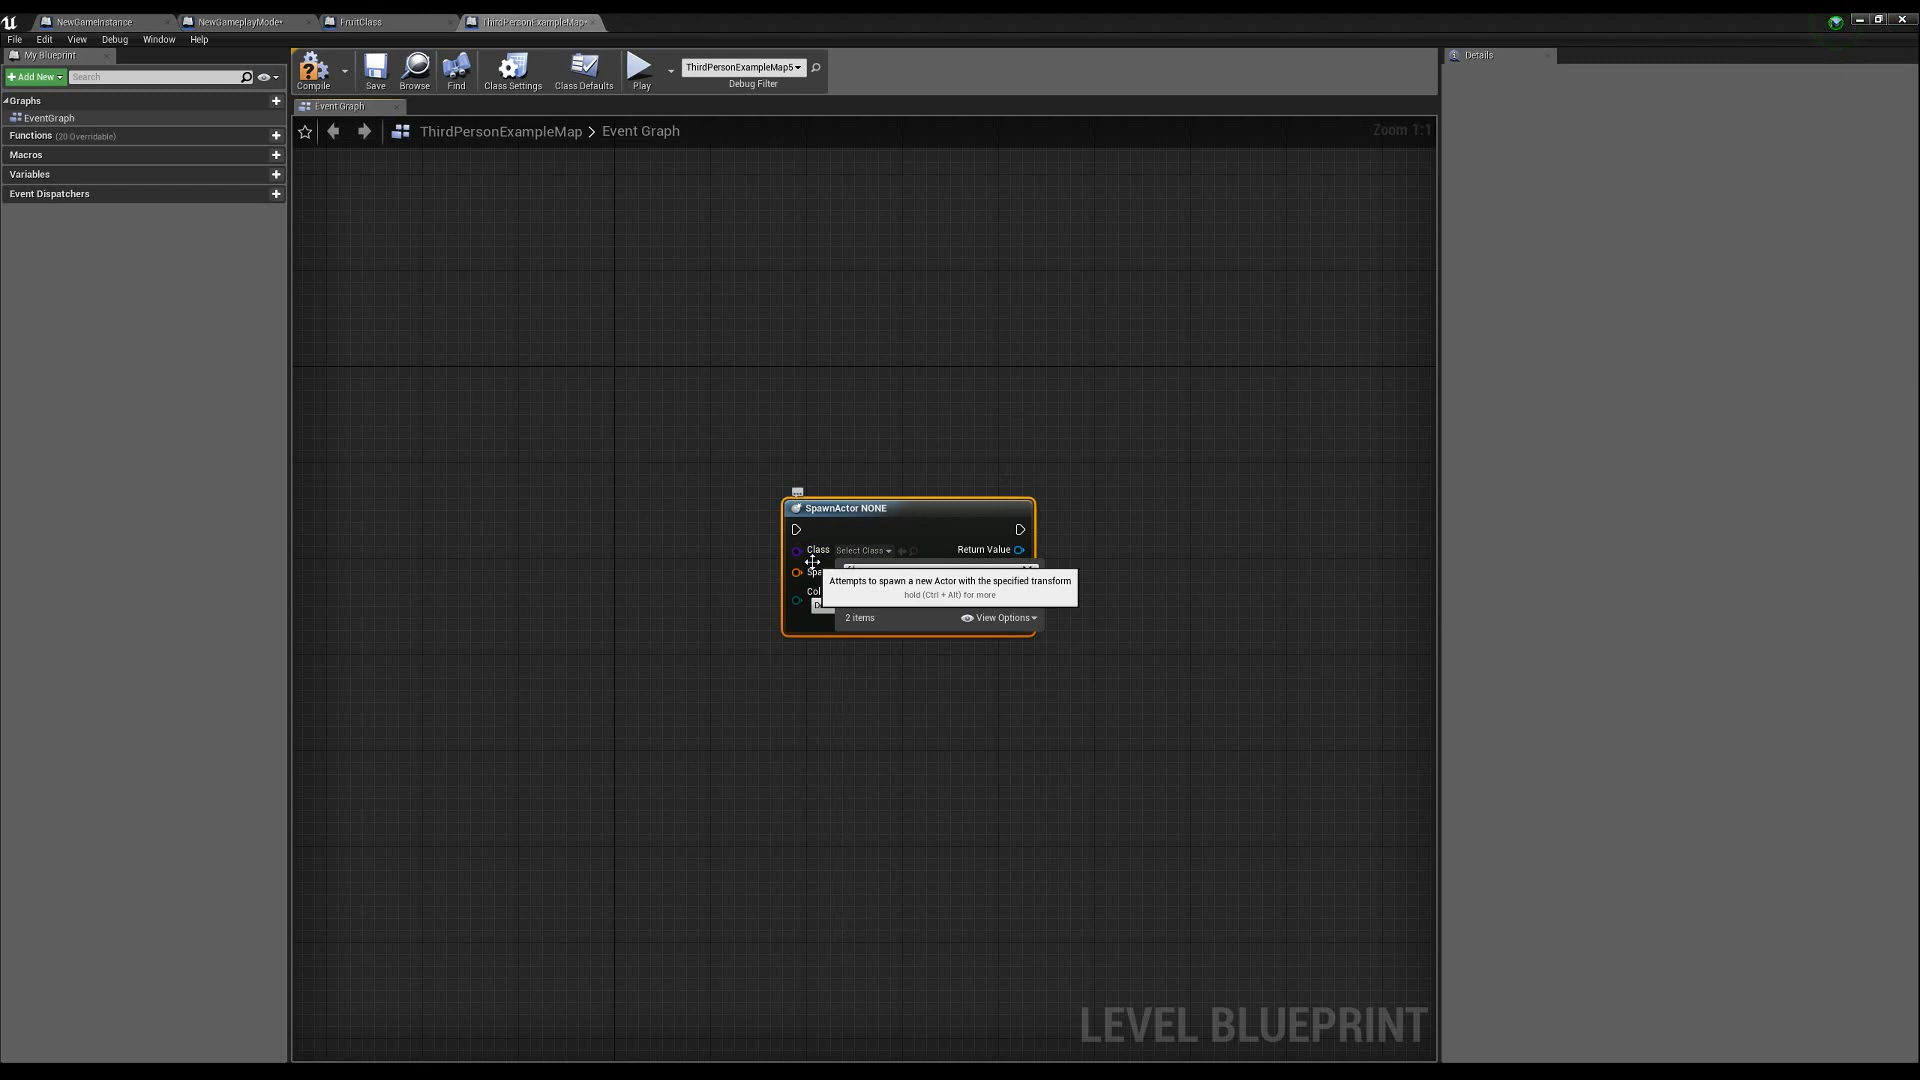 NewGameInstance
NewGameplayMode*
FruitClass
ThirdPersonExampleMap*
File Edit View Debug Window Help
My Blueprint
Add New
Search
Graphs
EventGraph
Functions (20 Overridable)
Macros
Variables
Event Dispatchers
Compile
Save
Browse
Find
Class Settings
Class Defaults
Play
ThirdPersonExampleMap5
Debug Filter
Details
Event Graph
ThirdPersonExampleMap > Event Graph
Zoom 1:1
SpawnActor NONE
Class Select Class
Return Value
Spa
Col
Attempts to spawn a new Actor with the specified transform
hold (Ctrl + Alt) for more
2 items
View Options
LEVEL BLUEPRINT